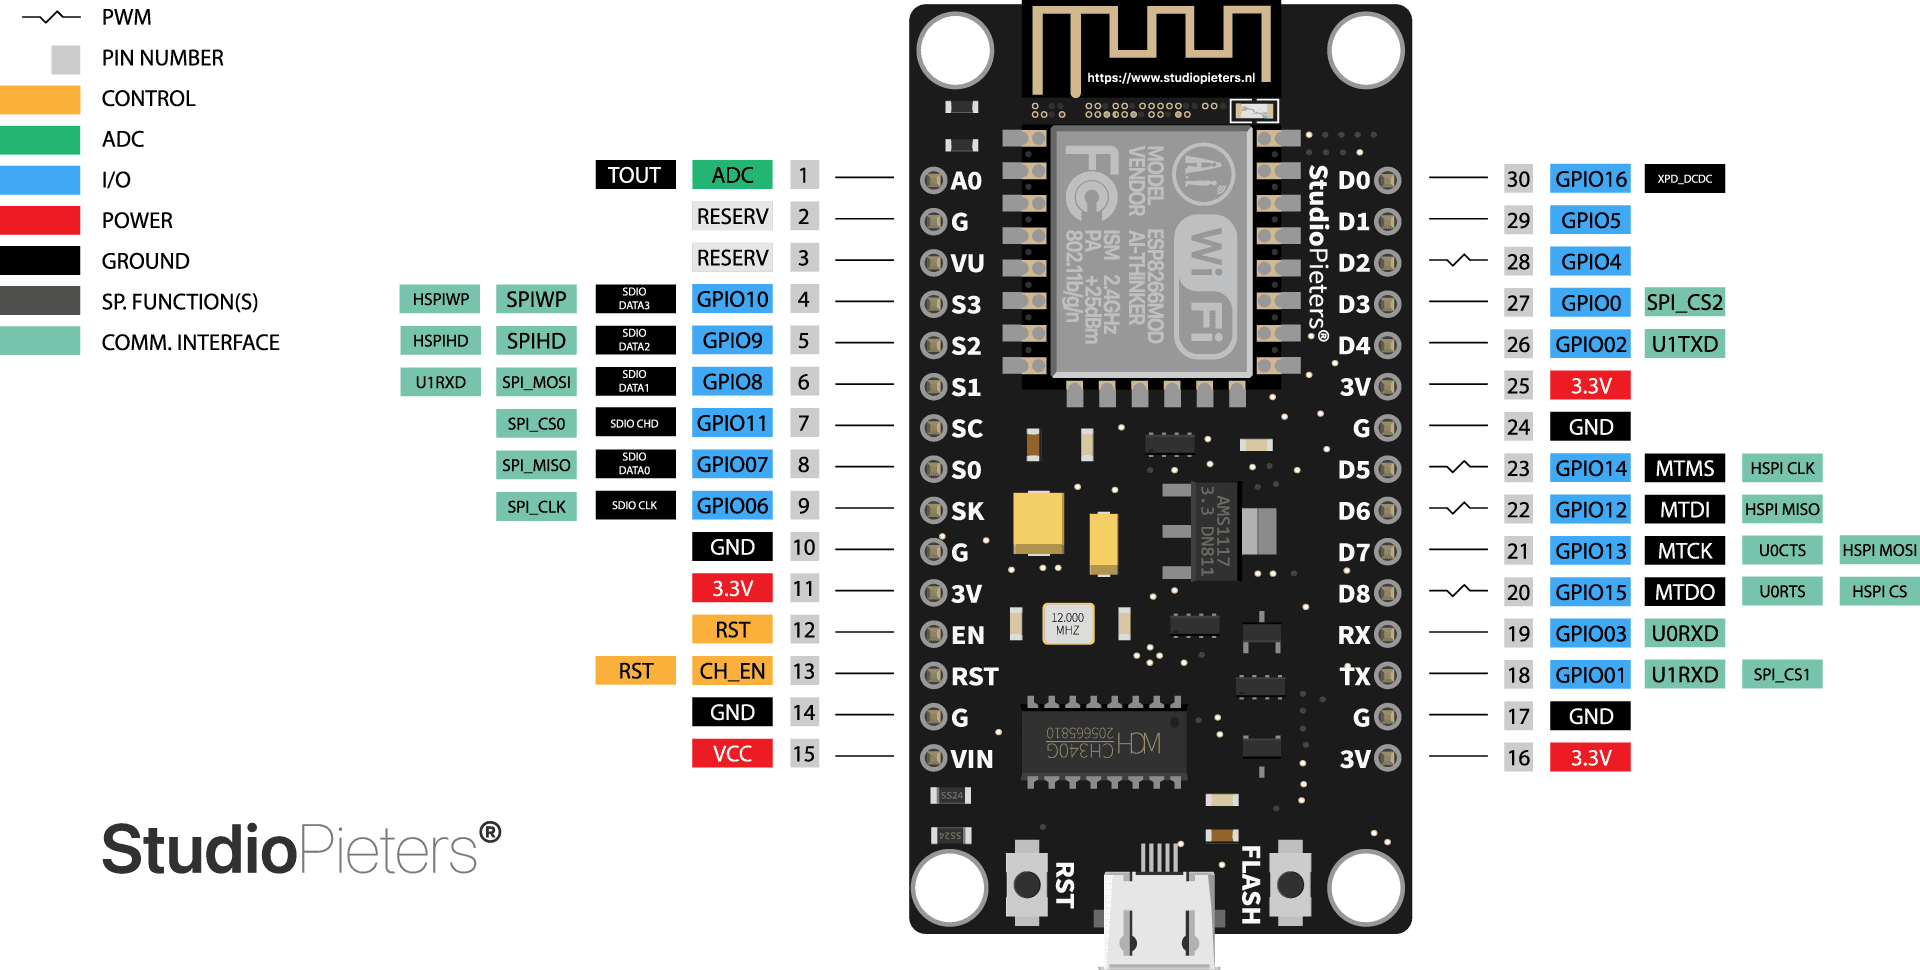 PWM
PIN NUMBER
CONTROL
ADC
I/O
POWER
GROUND
SP. FUNCTION(S)
COMM. INTERFACE
TOUT ADC 1
RESERV 2
RESERV 3
HSPIWP SPIWP SDIO DATA3 GPIO10 4
HSPIHD SPIHD SDIO DATA2 GPIO9 5
U1RXD SPI_MOSI SDIO DATA1 GPIO8 6
SPI_CS0 SDIO CHD GPIO11 7
SPI_MISO SDIO DATA0 GPIO07 8
SPI_CLK SDIO CLK GPIO06 9
GND 10
3.3V 11
RST 12
RST CH_EN 13
GND 14
VCC 15
StudioPieters®
https://www.studiopieters.nl
A0
G
VU
S3
S2
S1
SC
S0
SK
G
3V
EN
RST
G
VIN
FC
Ai
WiFi
MODEL ESP8266MOD
VENDOR AI-THINKER
ISM 2.4GHz
PA +25dBm
802.11b/g/n
StudioPieters®
AMS1117
3.3 DN811
12.000
MHZ
CH340G
205665810
SS24
SS24
RST
FLASH
D0
D1
D2
D3
D4
3V
G
D5
D6
D7
D8
RX
TX
G
3V
30 GPIO16 XPD_DCDC
29 GPIO5
28 GPIO4
27 GPIO0 SPI_CS2
26 GPIO02 U1TXD
25 3.3V
24 GND
23 GPIO14 MTMS HSPI CLK
22 GPIO12 MTDI HSPI MISO
21 GPIO13 MTCK U0CTS HSPI MOSI
20 GPIO15 MTDO U0RTS HSPI CS
19 GPIO03 U0RXD
18 GPIO01 U1RXD SPI_CS1
17 GND
16 3.3V